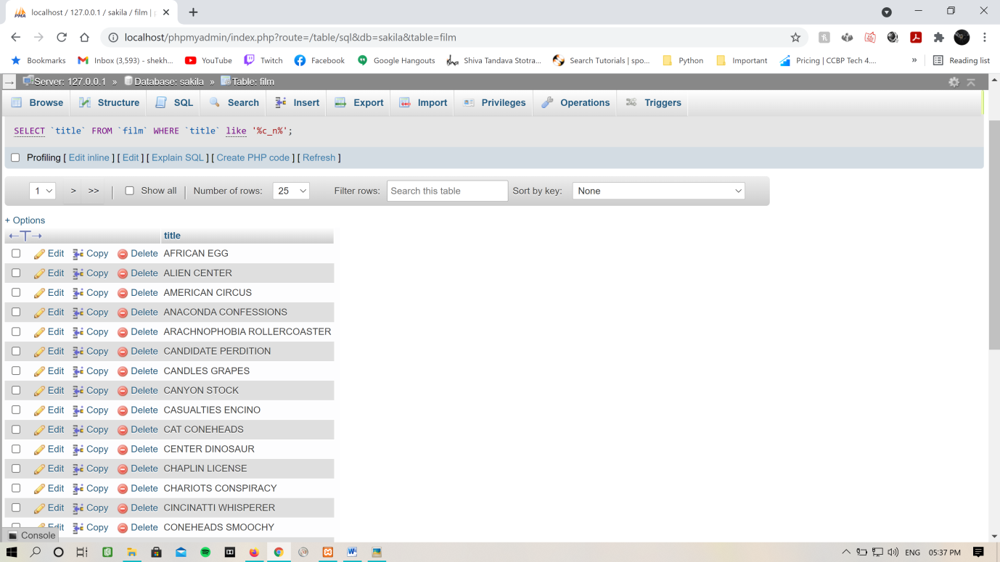 localhost / 127.0.0.1 / sakila / film |
localhost/phpmyadmin/index.php?route=/table/sql&db=sakila&table=film
Bookmarks Inbox (3,593) - shekh... YouTube Twitch Facebook Google Hangouts Shiva Tandava Stotra... Search Tutorials | spo... Python Important Pricing | CCBP Tech 4.... » Reading list
Server: 127.0.0.1 » Database: sakila » Table: film
Browse Structure SQL Search Insert Export Import Privileges Operations Triggers
SELECT `title` FROM `film` WHERE `title` like '%c_n%';
Profiling [ Edit inline ] [ Edit ] [ Explain SQL ] [ Create PHP code ] [ Refresh ]
1 > >> | Show all | Number of rows: 25 Filter rows: Search this table Sort by key: None
+ Options
←T→ title
Edit Copy Delete AFRICAN EGG
Edit Copy Delete ALIEN CENTER
Edit Copy Delete AMERICAN CIRCUS
Edit Copy Delete ANACONDA CONFESSIONS
Edit Copy Delete ARACHNOPHOBIA ROLLERCOASTER
Edit Copy Delete CANDIDATE PERDITION
Edit Copy Delete CANDLES GRAPES
Edit Copy Delete CANYON STOCK
Edit Copy Delete CASUALTIES ENCINO
Edit Copy Delete CAT CONEHEADS
Edit Copy Delete CENTER DINOSAUR
Edit Copy Delete CHAPLIN LICENSE
Edit Copy Delete CHARIOTS CONSPIRACY
Edit Copy Delete CINCINATTI WHISPERER
Edit Copy Delete CONEHEADS SMOOCHY
Console
ENG 05:37 PM